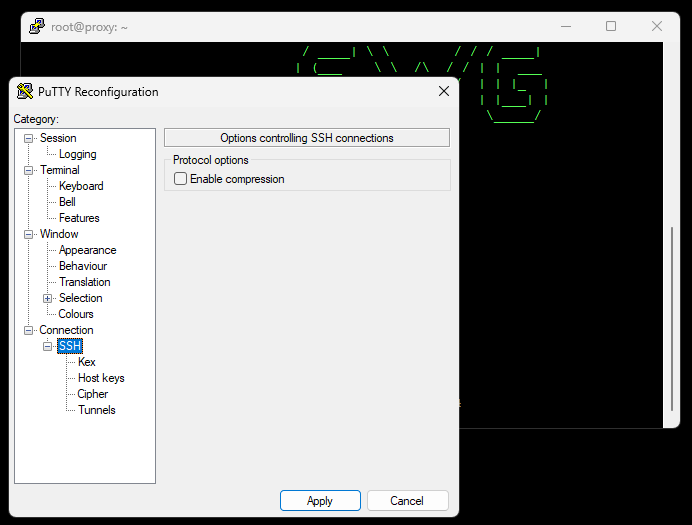 root@proxy: ~
PuTTY Reconfiguration
Category:
Session
Logging
Terminal
Keyboard
Bell
Features
Window
Appearance
Behaviour
Translation
Selection
Colours
Connection
SSH
Kex
Host keys
Cipher
Tunnels
Options controlling SSH connections
Protocol options
Enable compression
Apply
Cancel